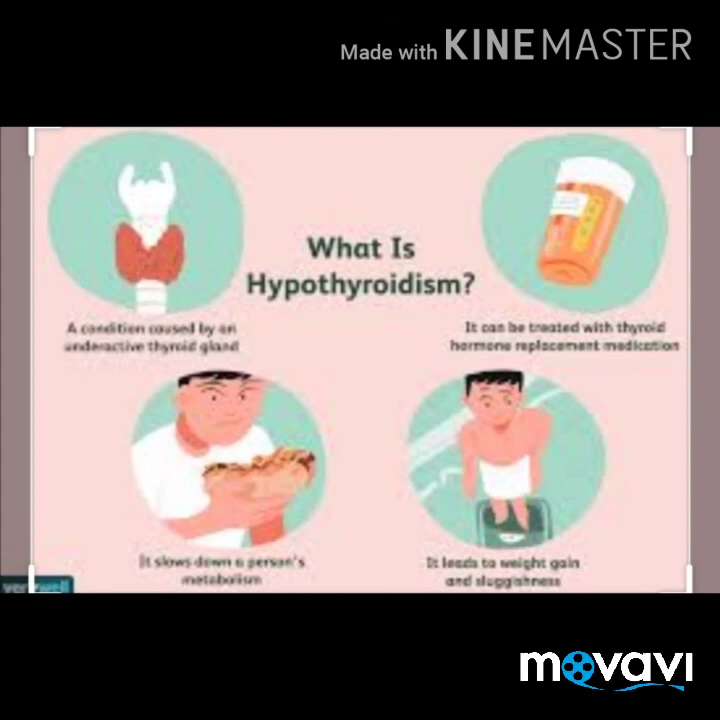 Made with KINEMASTER
What Is
Hypothyroidism?
A condition caused by an
underactive thyroid gland
It can be treated with thyroid
hormone replacement medication
It slows down a person's
metabolism
It leads to weight gain
and sluggishness
movavi